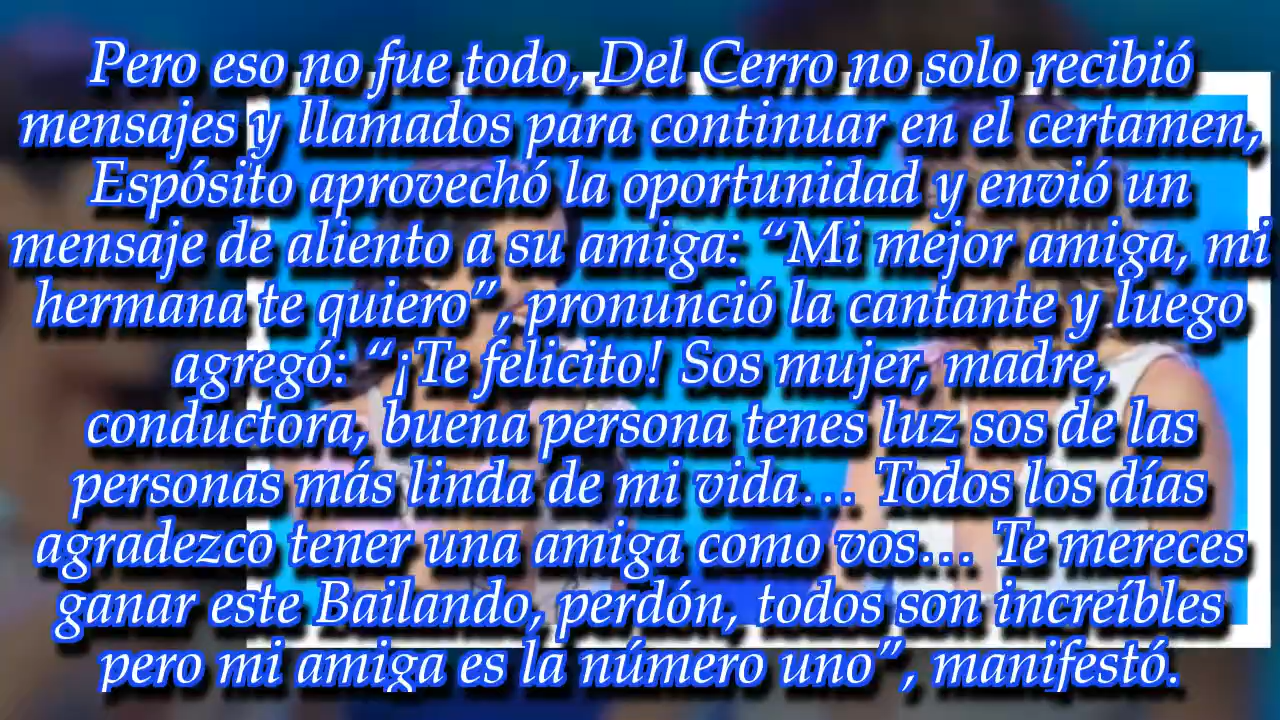 Pero eso no fue todo, Del Cerro no solo recibió
mensajes y llamados para continuar en el certamen,
Espósito aprovechó la oportunidad y envió un
mensaje de aliento a su amiga: “Mi mejor amiga, mi
hermana te quiero”, pronunció la cantante y luego
agregó: “¡Te felicito! Sos mujer, madre,
conductora, buena persona tenes luz sos de las
personas más linda de mi vida… Todos los días
agradezco tener una amiga como vos… Te mereces
ganar este Bailando, perdón, todos son increíbles
pero mi amiga es la número uno”, manifestó.